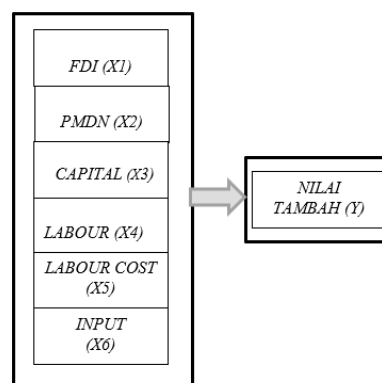 FDI (X1)
PMDN (X2)
CAPITAL (X3)
LABOUR (X4)
LABOUR COST
(X5)
INPUT
(X6)
NILAI
TAMBAH (Y)